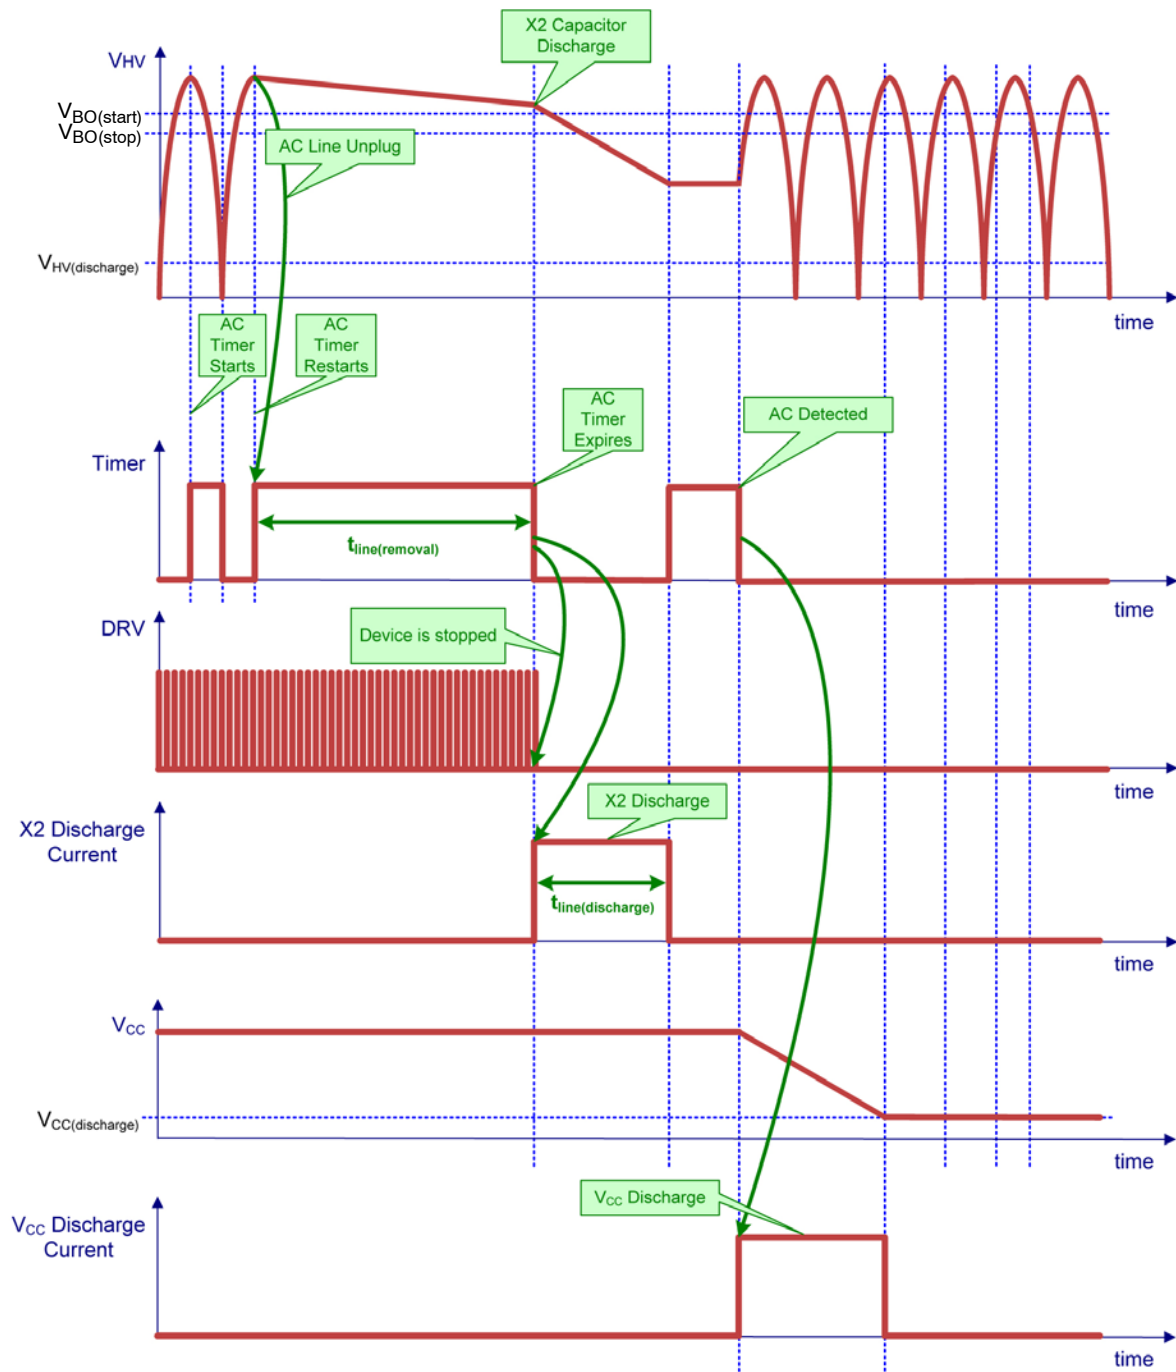 X2 Capacitor
Discharge
VHV
VBO(start)
VBO(stop)
AC Line Unplug
VHV(discharge)
time
AC
Timer
Starts
AC
Timer
Restarts
AC
Timer
Expires
AC Detected
Timer
tline(removal)
time
DRV
Device is stopped
time
X2 Discharge
X2 Discharge
Current
tline(discharge)
time
VCC
VCC(discharge)
time
VCC Discharge
VCC Discharge
Current
time